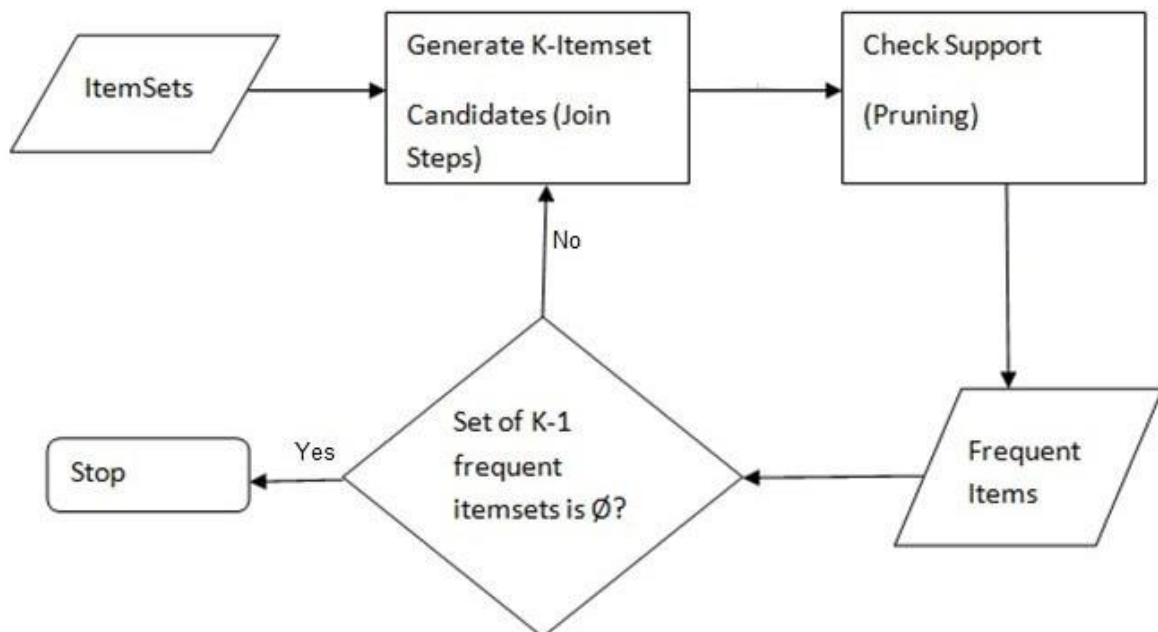 ItemSets
Generate K-Itemset
Candidates (Join
Steps)
Check Support
(Pruning)
No
Set of K-1
frequent
itemsets is Ø?
Yes
Stop
Frequent
Items